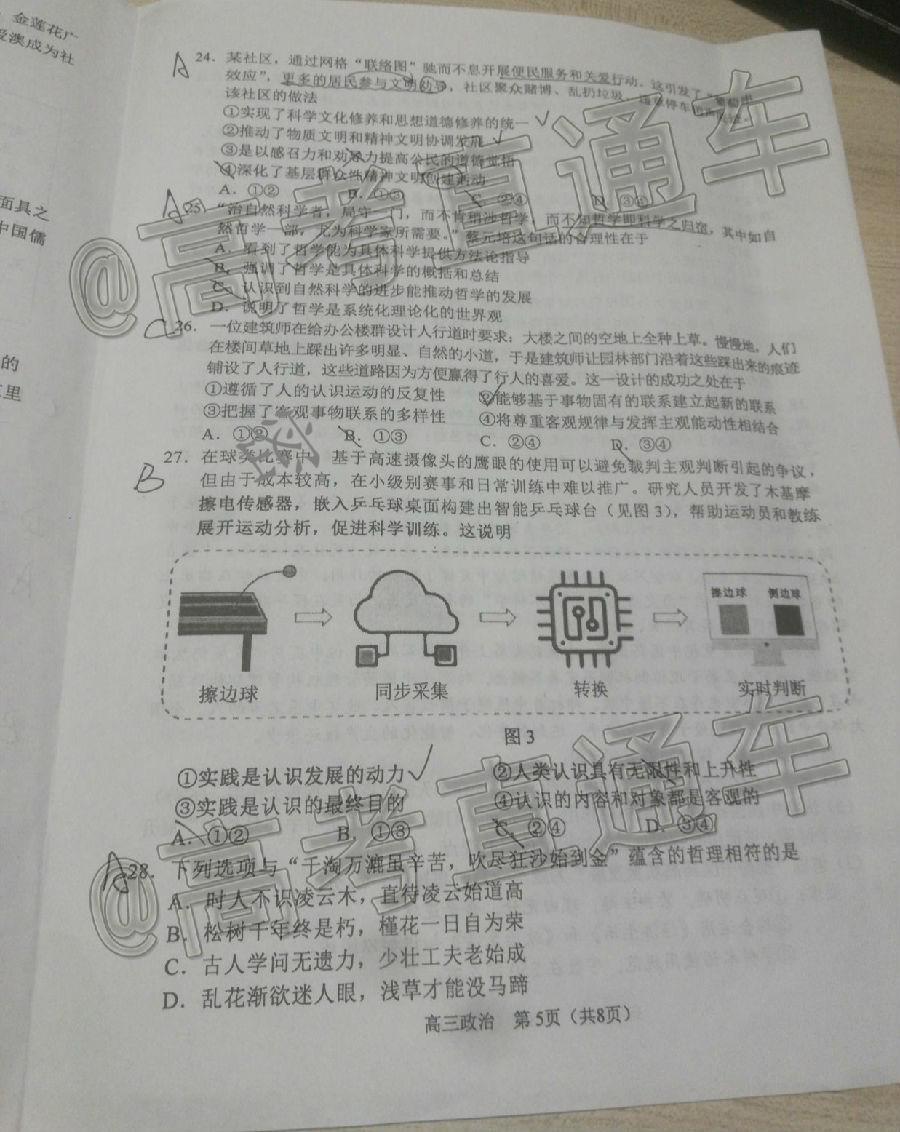 金莲花广
爱澳成为社
面具之
中国儒
的
里
A
24. 某社区，通过网格“联络图”驰而不息开展便民服务和关爱行动。这引发了“葡萄串
效应”，更多的居民参与文明劝导，社区聚众赌博、乱扔垃圾、
该社区的做法
①实现了科学文化修养和思想道德修养的统一
②推动了物质文明和精神文明协调发展
③是以感召力和劝导力提高公民的道德觉悟
④深化了基层群众性精神文明创建活动
A. ①② B. ①③ C. ②④ D. ③④
A
25. “治自然科学者，局守一门，而不肯稍涉哲学，而不知哲学即科学之归宿，其中如自
然哲学一部，尤为科学家所需要。”蔡元培这句话的合理性在于
A. 看到了哲学能为具体科学提供方法论指导
B. 强调了哲学是具体科学的概括和总结
C. 认识到自然科学的进步能推动哲学的发展
D. 说明了哲学是系统化理论化的世界观
C
26. 一位建筑师在给办公楼群设计人行道时要求：大楼之间的空地上全种上草。慢慢地，人们
在楼间草地上踩出许多明显、自然的小道，于是建筑师让园林部门沿着这些踩出来的痕迹
铺设了人行道，这些道路因为方便赢得了行人的喜爱。这一设计的成功之处在于
①遵循了人的认识运动的反复性 ②能够基于事物固有的联系建立起新的联系
③把握了客观事物联系的多样性 ④将尊重客观规律与发挥主观能动性相结合
A. ①② B. ①③ C. ②④ D. ③④
B
27. 在球类比赛中，基于高速摄像头的鹰眼的使用可以避免裁判主观判断引起的争议，
但由于成本较高，在小级别赛事和日常训练中难以推广。研究人员开发了木基摩
擦电传感器，嵌入乒乓球桌面构建出智能乒乓球台（见图3），帮助运动员和教练
展开运动分析，促进科学训练。这说明
擦边球 侧边球
擦边球 同步采集 转换 实时判断
图3
①实践是认识发展的动力 ②人类认识具有无限性和上升性
③实践是认识的最终目的 ④认识的内容和对象都是客观的
A. ①② B. ①③ C. ②④ D. ③④
A
28. 下列选项与“千淘万漉虽辛苦，吹尽狂沙始到金”蕴含的哲理相符的是
A. 时人不识凌云木，直待凌云始道高
B. 松树千年终是朽，槿花一日自为荣
C. 古人学问无遗力，少壮工夫老始成
D. 乱花渐欲迷人眼，浅草才能没马蹄
高三政治 第5页（共8页）
@高考直通车
@高考直通车